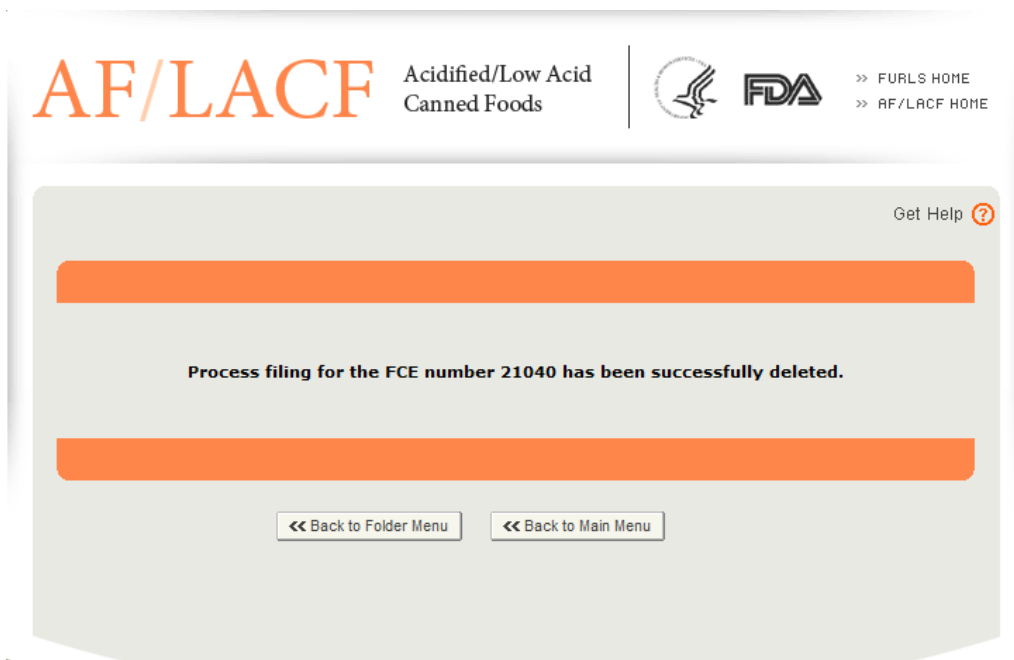 AF/LACF
Acidified/Low Acid
Canned Foods
FDA
>> FURLS HOME
>> AF/LACF HOME
Get Help ?
Process filing for the FCE number 21040 has been successfully deleted.
<< Back to Folder Menu
<< Back to Main Menu